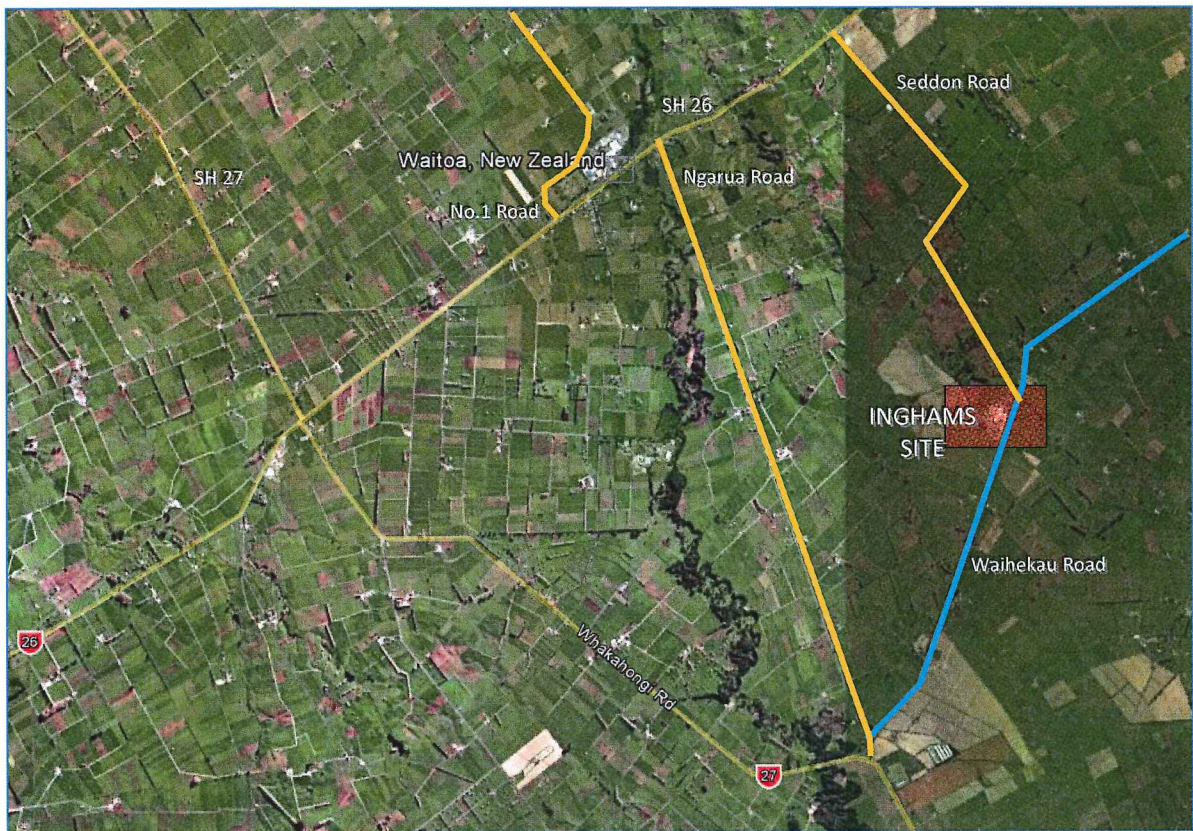 Seddon Road
SH 26
Waitoa, New Zealand
Ngarua Road
SH 27
No.1 Road
INGHAMS
SITE
Waihekau Road
26
Whakahongi Rd
27